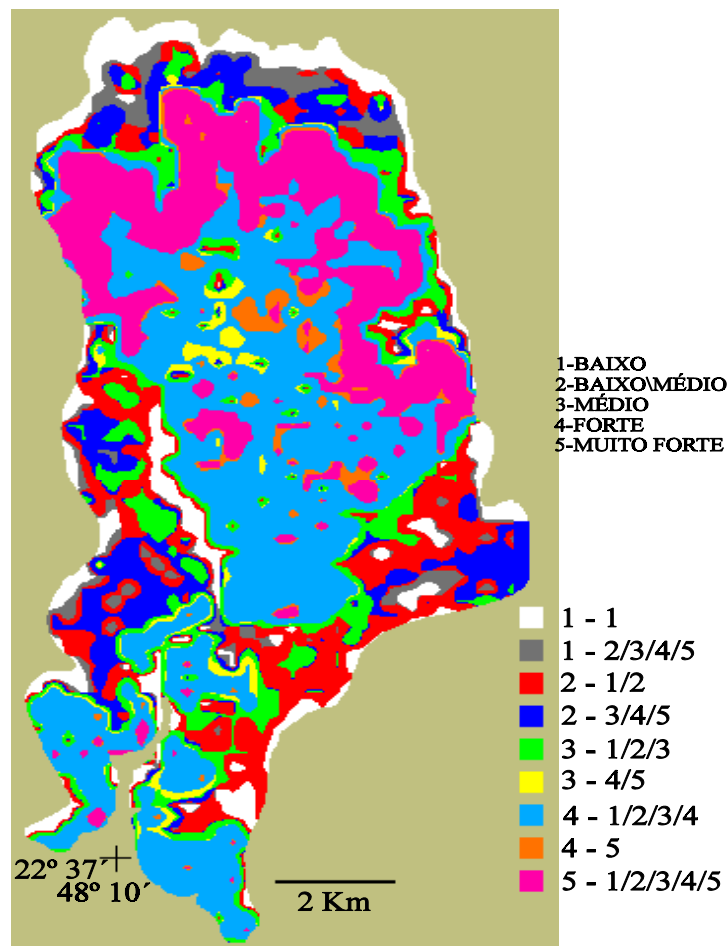 1-BAIXO
2-BAIXO\MÉDIO
3-MÉDIO
4-FORTE
5-MUITO FORTE
1 - 1
1 - 2/3/4/5
2 - 1/2
2 - 3/4/5
3 - 1/2/3
3 - 4/5
4 - 1/2/3/4
4 - 5
5 - 1/2/3/4/5
22º 37´
48º 10´
2 Km